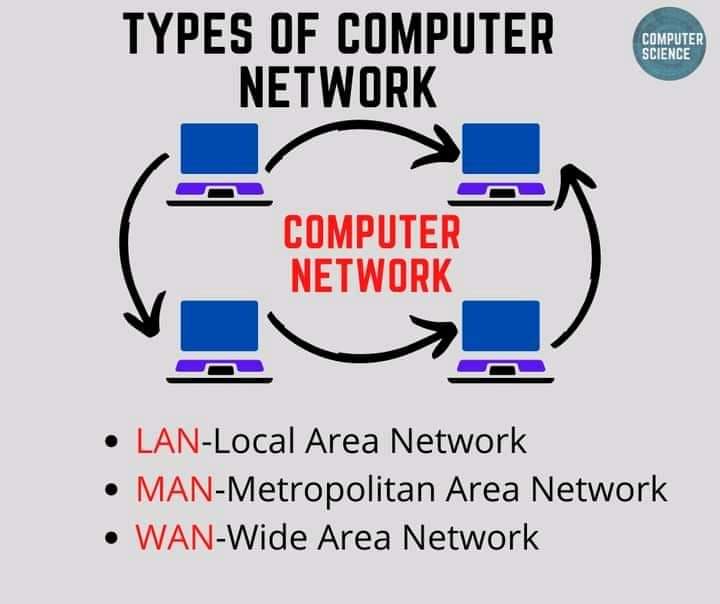 TYPES OF COMPUTER
NETWORK
COMPUTER
SCIENCE
COMPUTER
NETWORK
• LAN-Local Area Network
• MAN-Metropolitan Area Network
• WAN-Wide Area Network